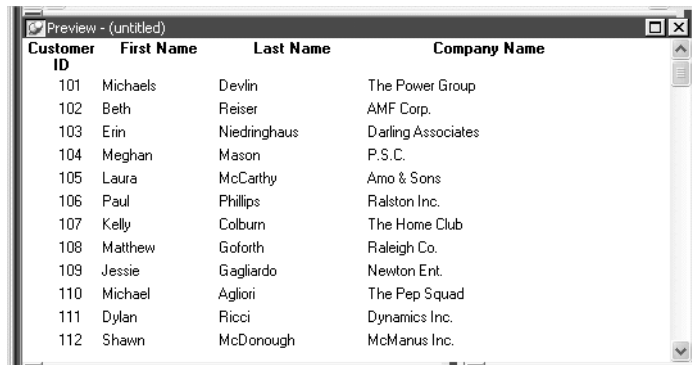 Preview - (untitled)
Customer ID First Name Last Name Company Name
101 Michaels Devlin The Power Group
102 Beth Reiser AMF Corp.
103 Erin Niedringhaus Darling Associates
104 Meghan Mason P.S.C.
105 Laura McCarthy Amo & Sons
106 Paul Phillips Ralston Inc.
107 Kelly Colburn The Home Club
108 Matthew Goforth Raleigh Co.
109 Jessie Gagliardo Newton Ent.
110 Michael Agliori The Pep Squad
111 Dylan Ricci Dynamics Inc.
112 Shawn McDonough McManus Inc.